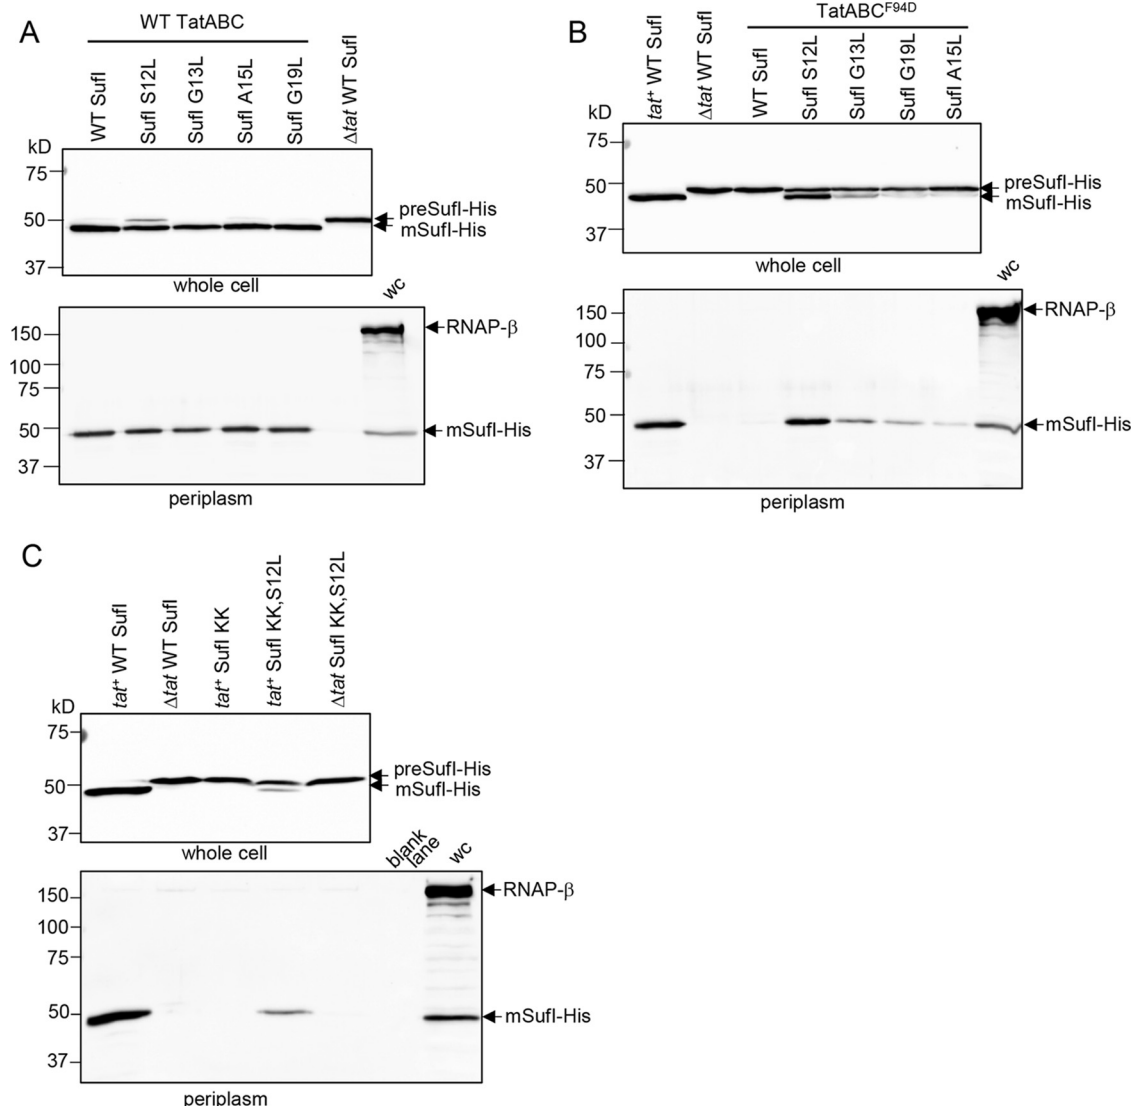 A
WT TatABC
WT SufI
SufI S12L
SufI G13L
SufI A15L
SufI G19L
Δtat WT SufI
kD
75
50
37
preSufI-His
mSufI-His
whole cell
wc
150
100
75
50
37
RNAP-β
mSufI-His
periplasm
B
TatABCF94D
tat+ WT SufI
Δtat WT SufI
WT SufI
SufI S12L
SufI G13L
SufI G19L
SufI A15L
kD
75
50
37
preSufI-His
mSufI-His
whole cell
wc
150
100
75
50
37
RNAP-β
mSufI-His
periplasm
C
tat+ WT SufI
Δtat WT SufI
tat+ SufI KK
tat+ SufI KK,S12L
Δtat SufI KK,S12L
kD
75
50
37
preSufI-His
mSufI-His
whole cell
blank
lane
wc
150
100
75
50
37
RNAP-β
mSufI-His
periplasm